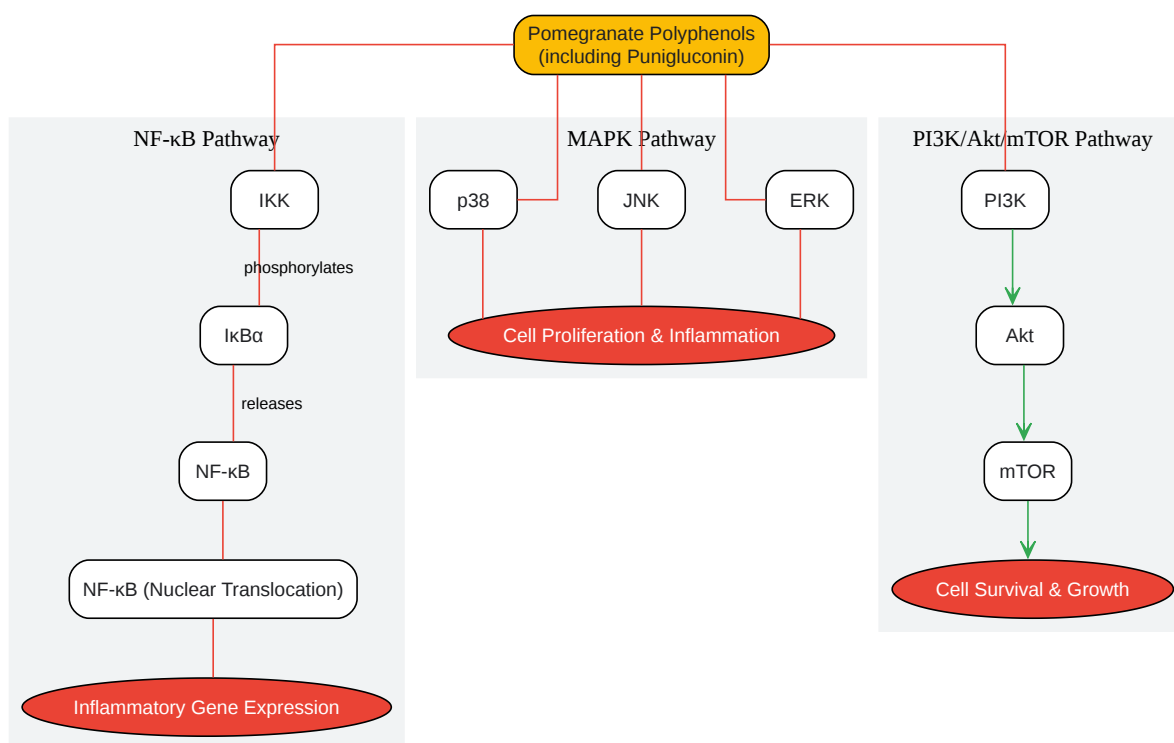 Pomegranate Polyphenols
(including Punigluconin)
NF-κB Pathway
IKK
phosphorylates
IκBα
releases
NF-κB
NF-κB (Nuclear Translocation)
Inflammatory Gene Expression
MAPK Pathway
p38
JNK
ERK
Cell Proliferation & Inflammation
PI3K/Akt/mTOR Pathway
PI3K
Akt
mTOR
Cell Survival & Growth